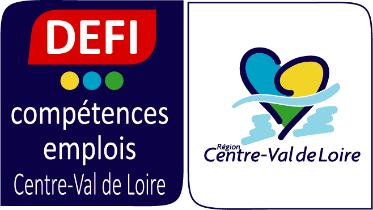 DEFI
compétences
emplois
Centre-Val de Loire
Région
Centre-Val de Loire